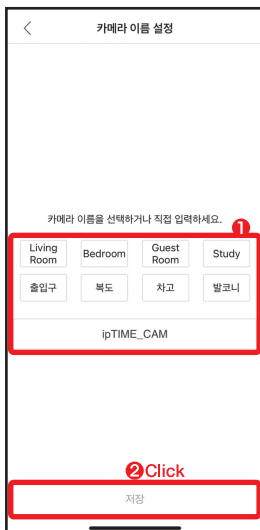 카메라 이름 설정
카메라 이름을 선택하거나 직접 입력하세요.
1
Living Room Bedroom Guest Room Study
출입구 복도 차고 발코니
ipTIME_CAM
2Click
저장